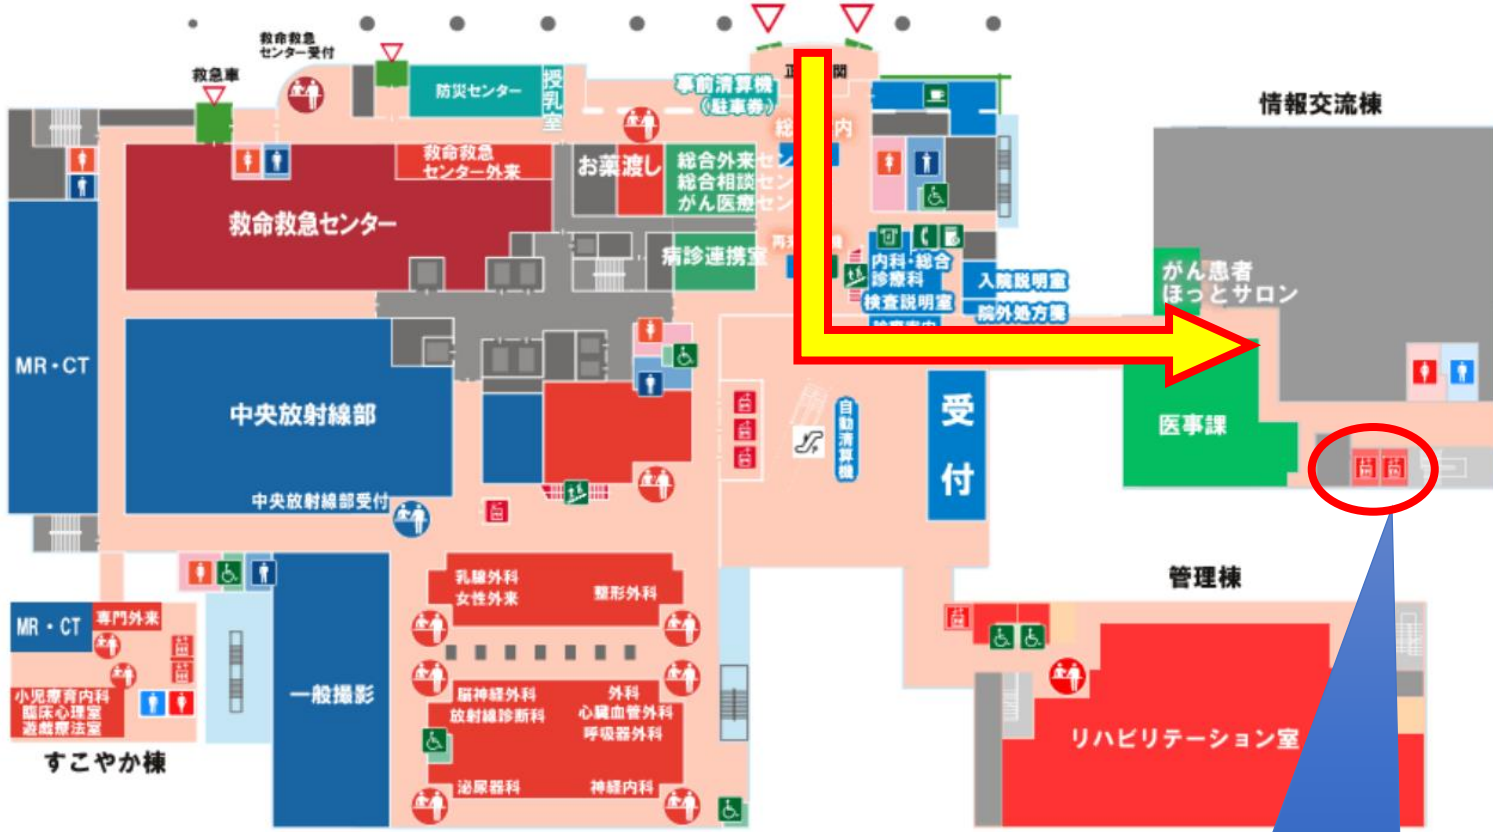 救命救急
センター受付
救急車
防災センター
授乳室
事前清算機
(駐車券)
正
関
情報交流棟
総
内
救命救急
センター外来
お薬渡し
総合外来セン
総合相談セン
がん医療セン
救命救急センター
病診連携室
再
機
内科・総合
診療科
検査説明室
入院説明室
院外処方箋
がん患者
ほっとサロン
MR・CT
中央放射線部
自動清算機
受付
医事課
中央放射線部受付
管理棟
乳腺外科
女性外来
整形外科
MR・CT
専門外来
小児療育内科
臨床心理室
遊戯療法室
すこやか棟
一般撮影
脳神経外科
放射線診断科
外科
心臓血管外科
呼吸器外科
泌尿器科
神経内科
リハビリテーション室